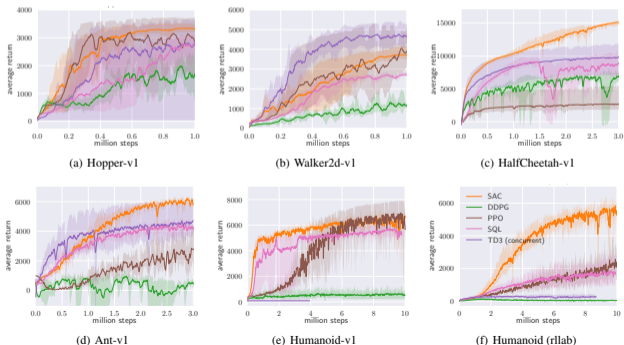 4000
3000
2000
1000
0
average return
0.0 0.2 0.4 0.6 0.8 1.0
million steps
(a) Hopper-v1
6000
5000
4000
3000
2000
1000
0
average return
0.0 0.2 0.4 0.6 0.8 1.0
million steps
(b) Walker2d-v1
15000
10000
5000
0
average return
0.0 0.5 1.0 1.5 2.0 2.5 3.0
million steps
(c) HalfCheetah-v1
6000
4000
2000
0
average return
0.0 0.5 1.0 1.5 2.0 2.5 3.0
million steps
(d) Ant-v1
8000
6000
4000
2000
0
average return
0 2 4 6 8 10
million steps
(e) Humanoid-v1
6000
4000
2000
0
average return
SAC
DDPG
PPO
SQL
TD3 (concurrent)
0 2 4 6 8 10
million steps
(f) Humanoid (rllab)